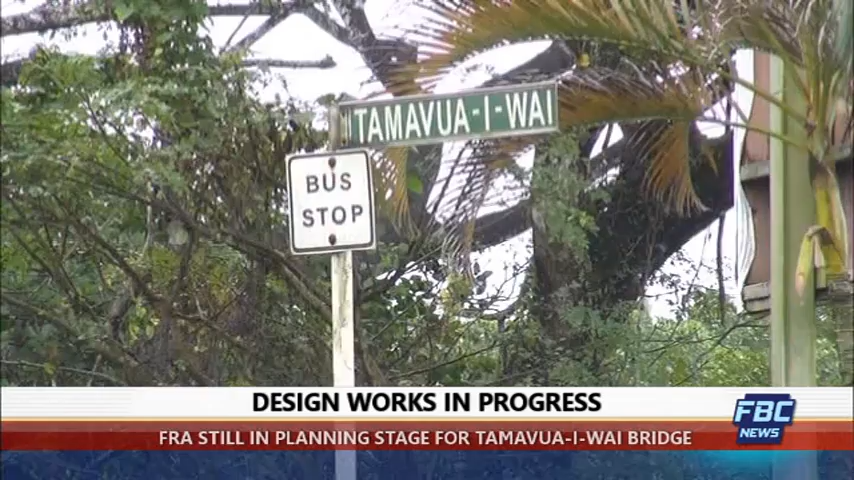 TAMAVUA-I-WAI
BUS
STOP
DESIGN WORKS IN PROGRESS
FRA STILL IN PLANNING STAGE FOR TAMAVUA-I-WAI BRIDGE
FBC
NEWS